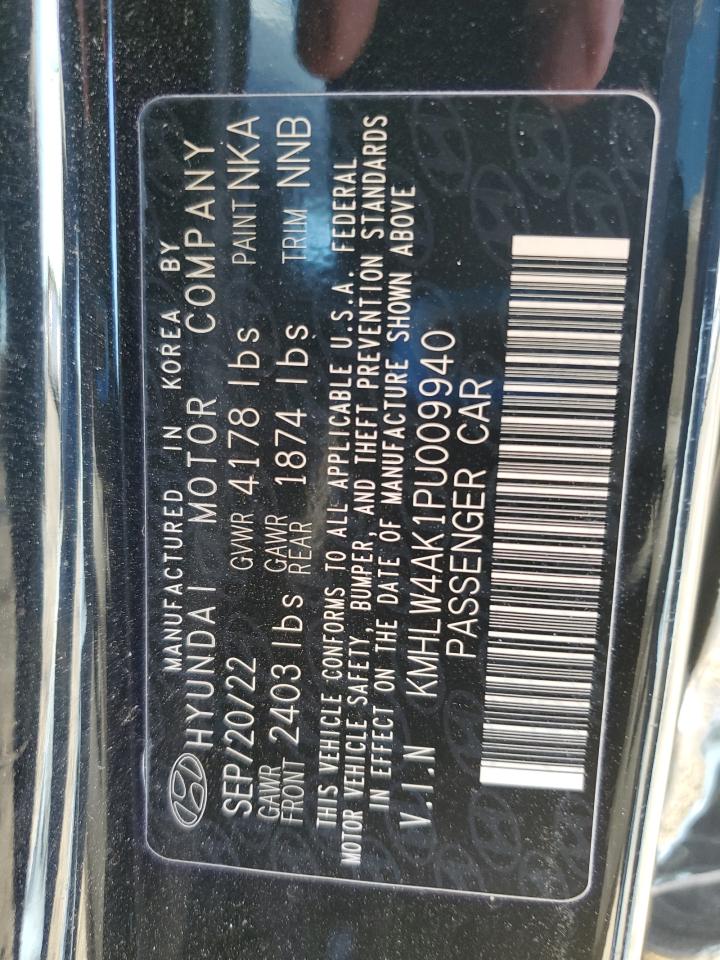 MANUFACTURED IN KOREA BY
HYUNDAI MOTOR COMPANY
SEP/20/22 GVWR 4178 lbs PAINT NKA
GAWR FRONT 2403 lbs GAWR REAR 1874 lbs TRIM NNB
THIS VEHICLE CONFORMS TO ALL APPLICABLE U.S.A. FEDERAL
MOTOR VEHICLE SAFETY, BUMPER, AND THEFT PREVENTION STANDARDS
IN EFFECT ON THE DATE OF MANUFACTURE SHOWN ABOVE
V.I.N KMHLW4AK1PU009940
PASSENGER CAR